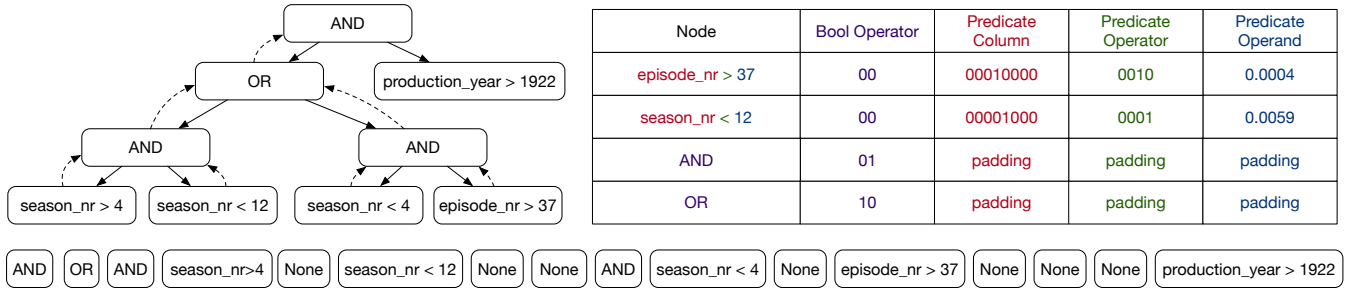 AND
OR
production_year > 1922
AND
AND
season_nr > 4
season_nr < 12
season_nr < 4
episode_nr > 37
Node
Bool Operator
Predicate
Column
Predicate
Operator
Predicate
Operand
episode_nr > 37
00
00010000
0010
0.0004
season_nr < 12
00
00001000
0001
0.0059
AND
01
padding
padding
padding
OR
10
padding
padding
padding
AND
OR
AND
season_nr>4
None
season_nr < 12
None
None
AND
season_nr < 4
None
episode_nr > 37
None
None
None
production_year > 1922